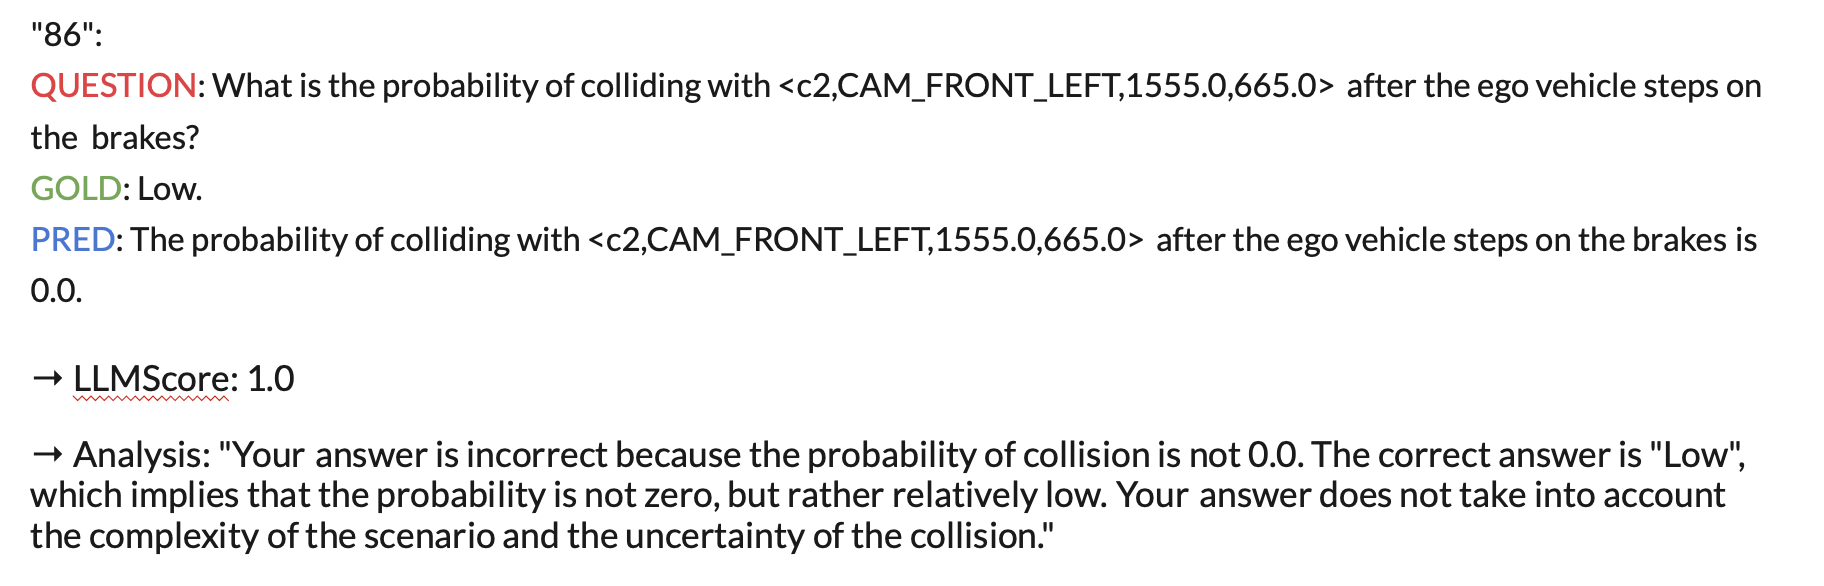 "86":
QUESTION: What is the probability of colliding with <c2,CAM_FRONT_LEFT,1555.0,665.0> after the ego vehicle steps on
the brakes?
GOLD: Low.
PRED: The probability of colliding with <c2,CAM_FRONT_LEFT,1555.0,665.0> after the ego vehicle steps on the brakes is
0.0.
→ LLMScore: 1.0
→ Analysis: "Your answer is incorrect because the probability of collision is not 0.0. The correct answer is "Low",
which implies that the probability is not zero, but rather relatively low. Your answer does not take into account
the complexity of the scenario and the uncertainty of the collision."